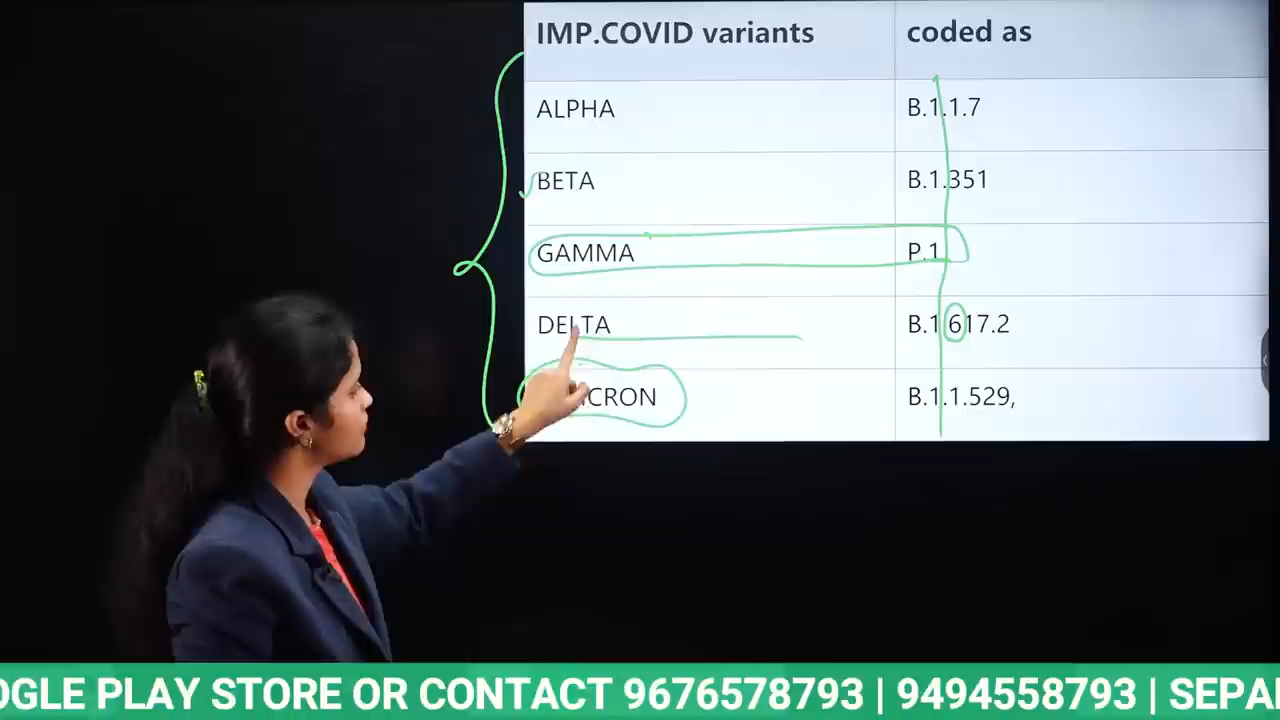 IMP.COVID variants coded as
ALPHA B.1.1.7
BETA B.1.351
GAMMA P.1
DELTA B.1.617.2
CRON B.1.1.529,
OGLE PLAY STORE OR CONTACT 9676578793 | 9494558793 | SEPA